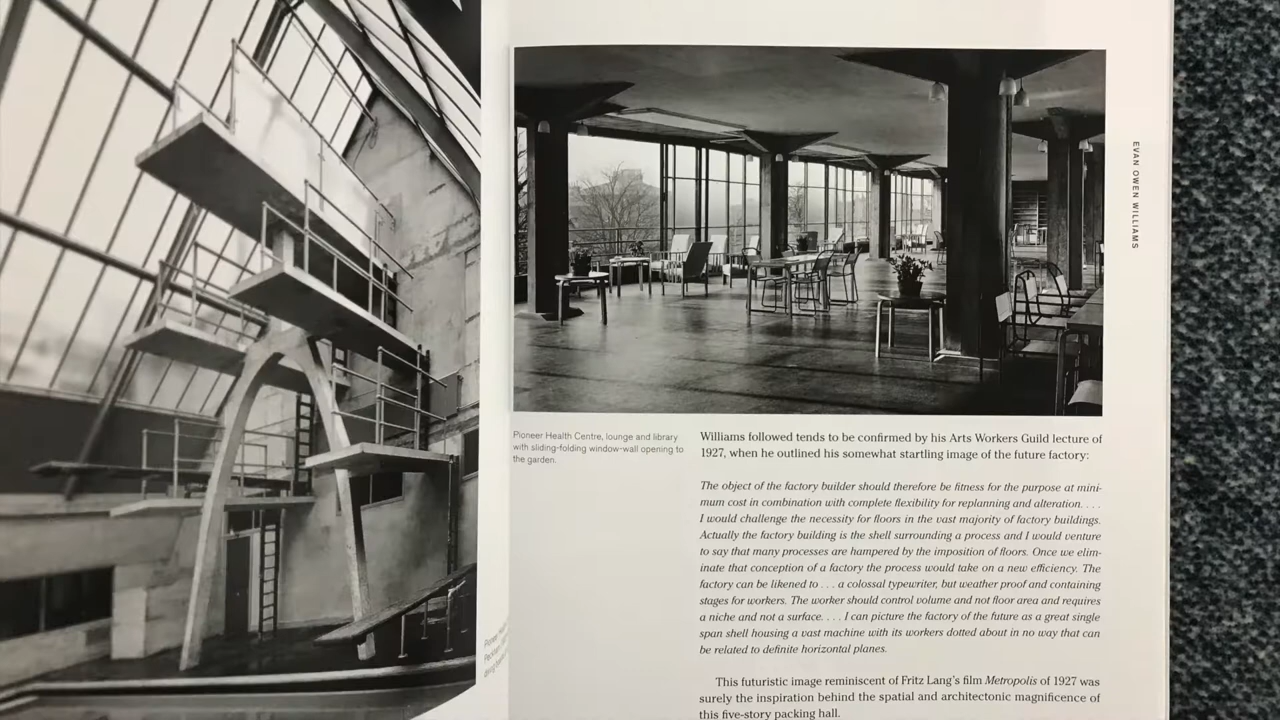 EVAN OWEN WILLIAMS
Pioneer Health Centre, lounge and library
with sliding-folding window-wall opening to
the garden.
Williams followed tends to be confirmed by his Arts Workers Guild lecture of
1927, when he outlined his somewhat startling image of the future factory:
The object of the factory builder should therefore be fitness for the purpose at mini-
mum cost in combination with complete flexibility for replanning and alteration. . . .
I would challenge the necessity for floors in the vast majority of factory buildings.
Actually the factory building is the shell surrounding a process and I would venture
to say that many processes are hampered by the imposition of floors. Once we elim-
inate that conception of a factory the process would take on a new efficiency. The
factory can be likened to . . . a colossal typewriter, but weather proof and containing
stages for workers. The worker should control volume and not floor area and requires
a niche and not a surface. . . . I can picture the factory of the future as a great single
span shell housing a vast machine with its workers dotted about in no way that can
be related to definite horizontal planes.
This futuristic image reminiscent of Fritz Lang's film Metropolis of 1927 was
surely the inspiration behind the spatial and architectonic magnificence of
this five-story packing hall.